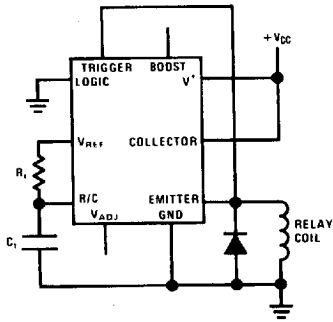 +VCC
TRIGGER BOOST
LOGIC V+
VREF COLLECTOR
R1
R/C EMITTER
VADJ GND
C1
RELAY
COIL